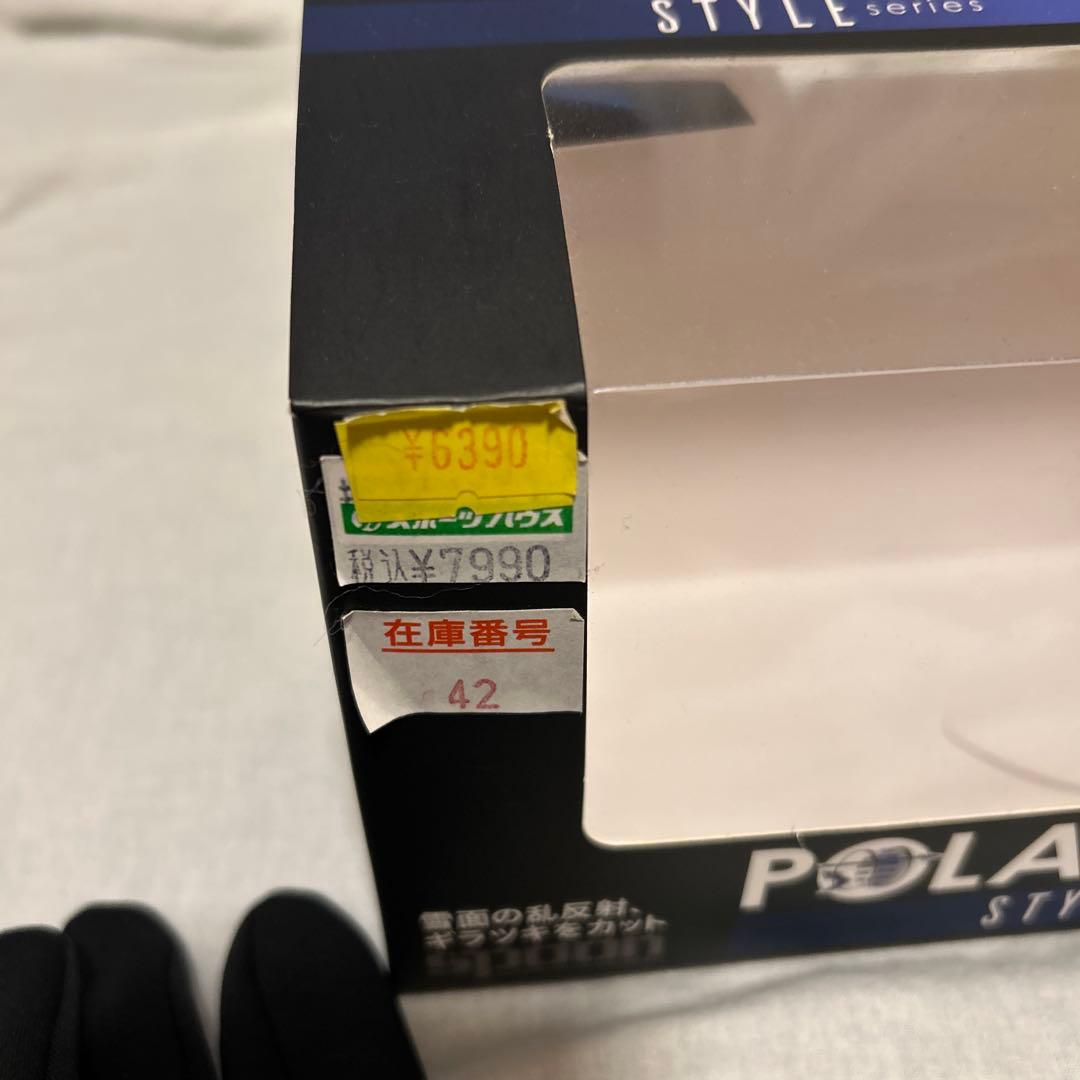 STYLE series
¥6390
スポーツハウス
税込¥7990
在庫番号
42
POLA
STY
雪面の乱反射、
ギラツキをカット